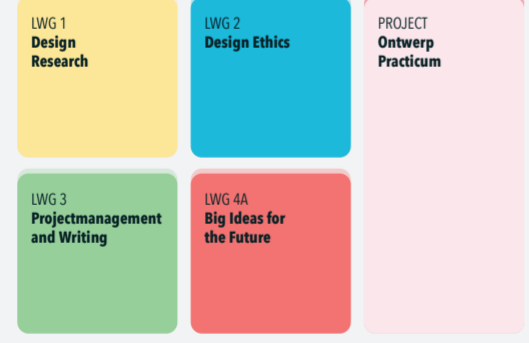 LWG 1
Design
Research
LWG 2
Design Ethics
PROJECT
Ontwerp
Practicum
LWG 3
Projectmanagement
and Writing
LWG 4A
Big Ideas for
the Future